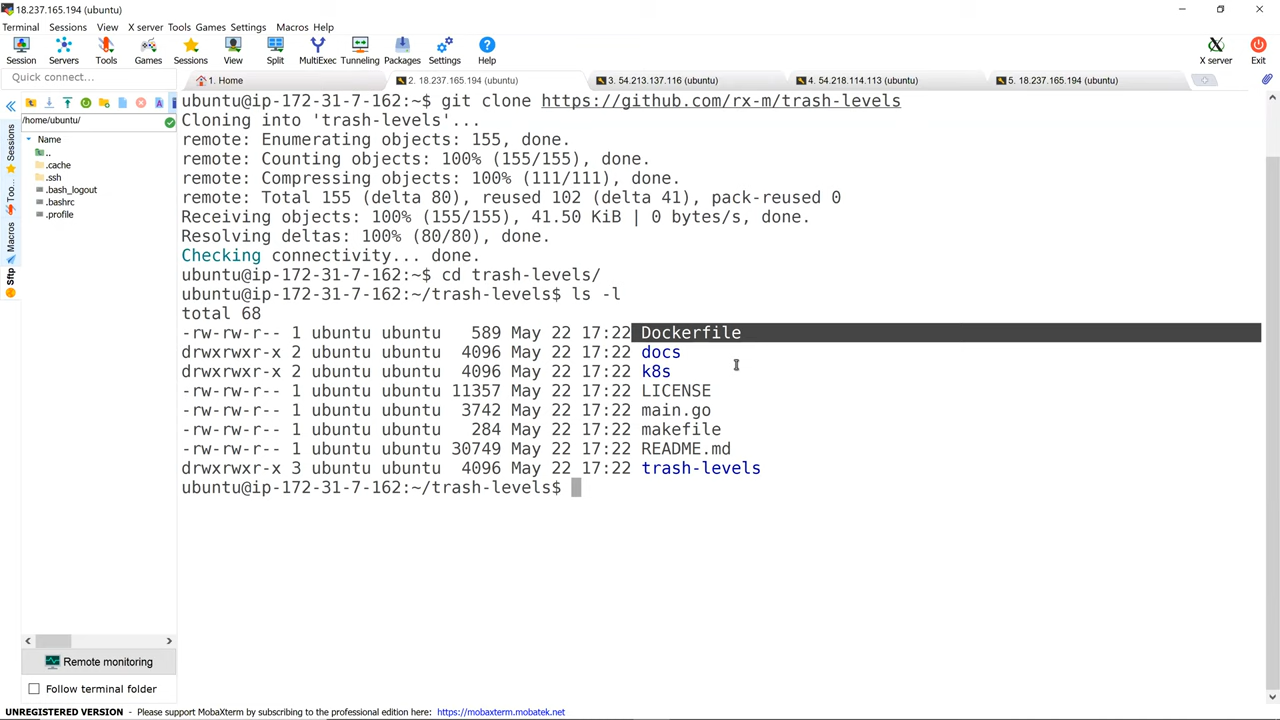 18.237.165.194 (ubuntu)
Terminal Sessions View X server Tools Games Settings Macros Help
Session Servers Tools Games Sessions View Split MultiExec Tunneling Packages Settings Help X server Exit
Quick connect...
1. Home
2. 18.237.165.194 (ubuntu)
3. 54.213.137.116 (ubuntu)
4. 54.218.114.113 (ubuntu)
5. 18.237.165.194 (ubuntu)
/home/ubuntu/
Name
..
.cache
.ssh
.bash_logout
.bashrc
.profile
Sessions
Too...
Macros
Sftp
ubuntu@ip-172-31-7-162:~$ git clone https://github.com/rx-m/trash-levels
Cloning into 'trash-levels'...
remote: Enumerating objects: 155, done.
remote: Counting objects: 100% (155/155), done.
remote: Compressing objects: 100% (111/111), done.
remote: Total 155 (delta 80), reused 102 (delta 41), pack-reused 0
Receiving objects: 100% (155/155), 41.50 KiB | 0 bytes/s, done.
Resolving deltas: 100% (80/80), done.
Checking connectivity... done.
ubuntu@ip-172-31-7-162:~$ cd trash-levels/
ubuntu@ip-172-31-7-162:~/trash-levels$ ls -l
total 68
-rw-rw-r-- 1 ubuntu ubuntu   589 May 22 17:22 Dockerfile
drwxrwxr-x 2 ubuntu ubuntu  4096 May 22 17:22 docs
drwxrwxr-x 2 ubuntu ubuntu  4096 May 22 17:22 k8s
-rw-rw-r-- 1 ubuntu ubuntu 11357 May 22 17:22 LICENSE
-rw-rw-r-- 1 ubuntu ubuntu  3742 May 22 17:22 main.go
-rw-rw-r-- 1 ubuntu ubuntu   284 May 22 17:22 makefile
-rw-rw-r-- 1 ubuntu ubuntu 30749 May 22 17:22 README.md
drwxrwxr-x 3 ubuntu ubuntu  4096 May 22 17:22 trash-levels
ubuntu@ip-172-31-7-162:~/trash-levels$
Remote monitoring
Follow terminal folder
UNREGISTERED VERSION - Please support MobaXterm by subscribing to the professional edition here: https://mobaxterm.mobatek.net